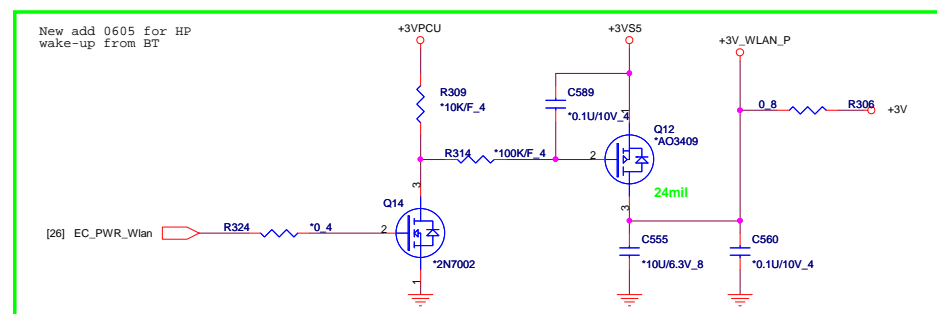 New add 0605 for HP
wake-up from BT
+3VPCU
+3VS5
+3V_WLAN_P
R309
*10K/F_4
C589
*0.1U/10V_4
1
0_8
R306
+3V
Q12
*AO3409
R314
*100K/F_4
2
24mil
3
3
Q14
[26]
EC_PWR_Wlan
R324
*0_4
2
*2N7002
1
C555
*10U/6.3V_8
C560
*0.1U/10V_4